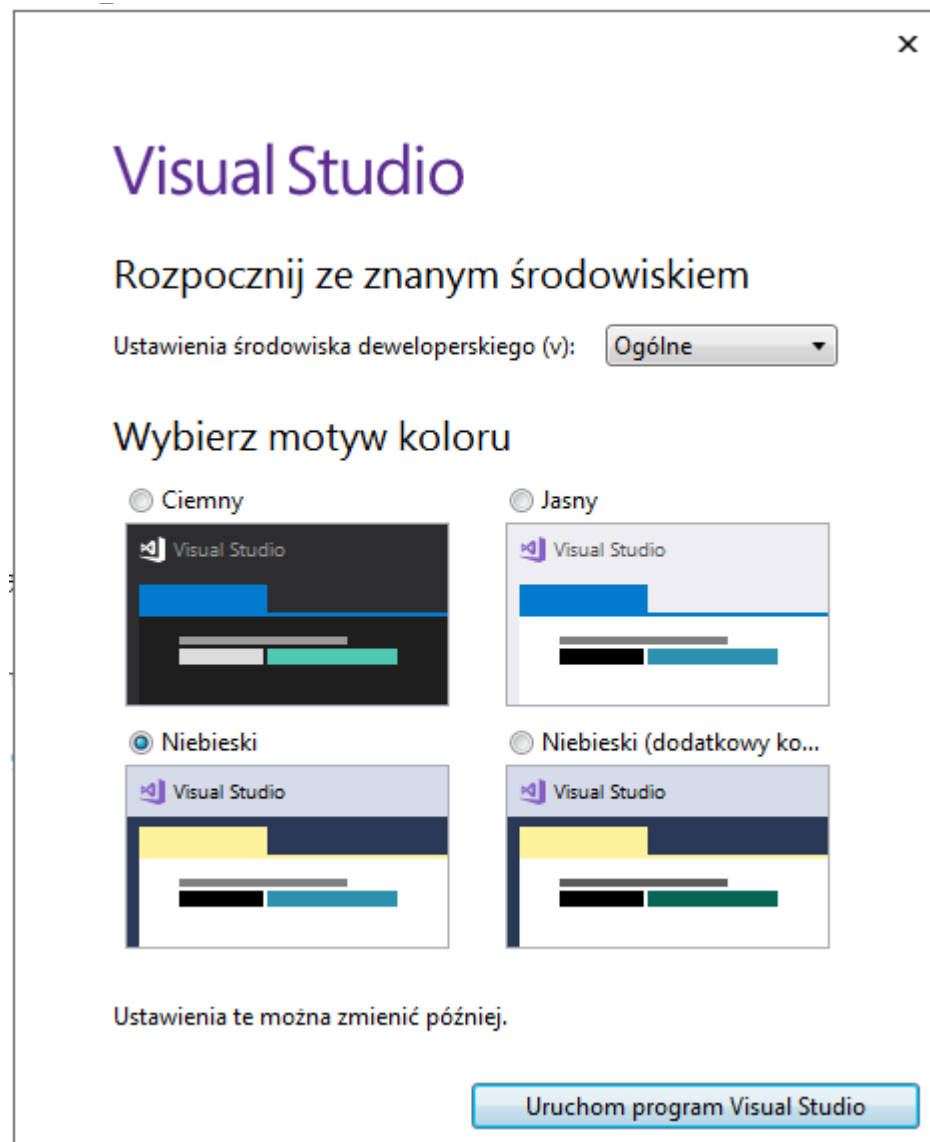 Visual Studio
Rozpocznij ze znanym środowiskiem
Ustawienia środowiska deweloperskiego (v): Ogólne
Wybierz motyw koloru
Ciemny Jasny
Visual Studio Visual Studio
Niebieski Niebieski (dodatkowy ko...
Visual Studio Visual Studio
Ustawienia te można zmienić później.
Uruchom program Visual Studio